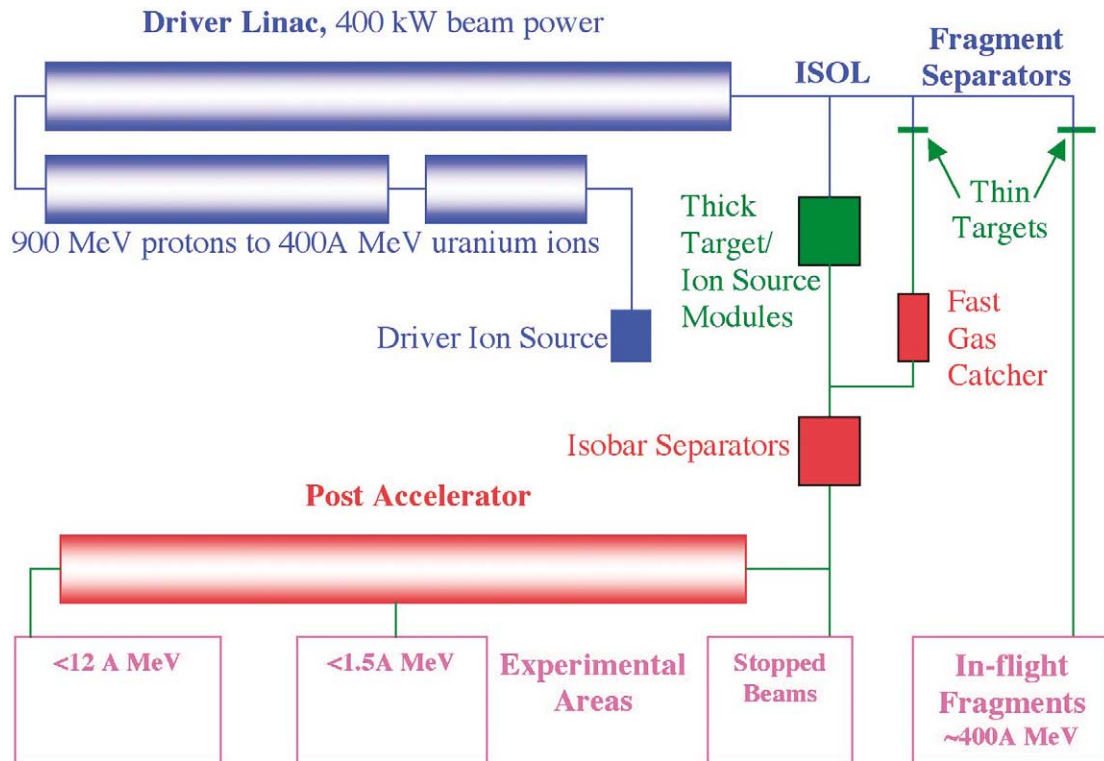 Driver Linac, 400 kW beam power
Fragment
Separators
ISOL
900 MeV protons to 400A MeV uranium ions
Thick
Target/
Ion Source
Modules
Thin
Targets
Driver Ion Source
Fast
Gas
Catcher
Isobar Separators
Post Accelerator
<12 A MeV
<1.5A MeV
Experimental
Areas
Stopped
Beams
In-flight
Fragments
~400A MeV